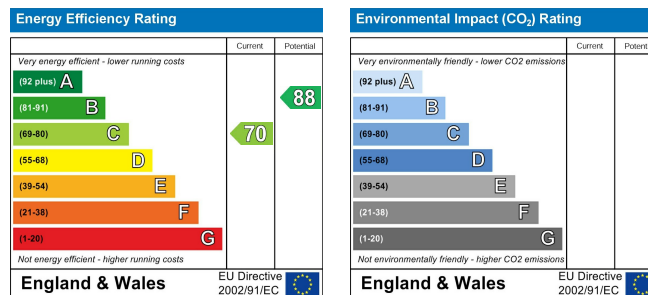 Energy Efficiency Rating
Current Potential
Very energy efficient - lower running costs
(92 plus) A
(81-91) B
88
(69-80) C
70
(55-68) D
(39-54) E
(21-38) F
(1-20) G
Not energy efficient - higher running costs
England & Wales
EU Directive
2002/91/EC
Environmental Impact (CO₂) Rating
Current Potent
Very environmentally friendly - lower CO2 emissions
(92 plus) A
(81-91) B
(69-80) C
(55-68) D
(39-54) E
(21-38) F
(1-20) G
Not environmentally friendly - higher CO2 emissions
England & Wales
EU Directive
2002/91/EC